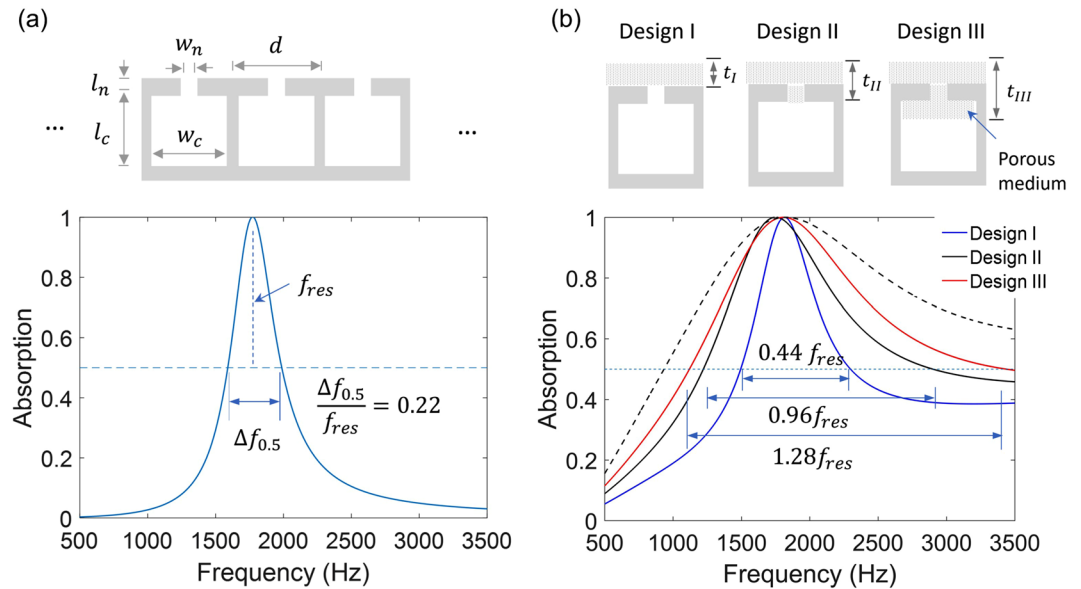 (a)
w_n
d
l_n
l_c
w_c
...
...
1
0.8
0.6
0.4
0.2
0
Absorption
f_res
Δf_0.5/f_res = 0.22
Δf_0.5
500 1000 1500 2000 2500 3000 3500
Frequency (Hz)
(b)
Design I Design II Design III
t_I
t_II
t_III
Porous
medium
1
0.8
0.6
0.4
0.2
0
Absorption
Design I
Design II
Design III
0.44 f_res
0.96f_res
1.28f_res
500 1000 1500 2000 2500 3000 3500
Frequency (Hz)